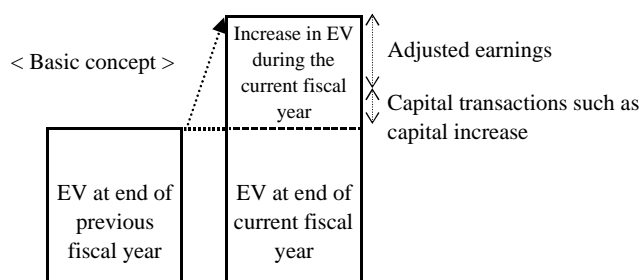 < Basic concept >
Increase in EV
during the
current fiscal
year
Adjusted earnings
Capital transactions such as
capital increase
EV at end of
previous
fiscal year
EV at end of
current fiscal
year